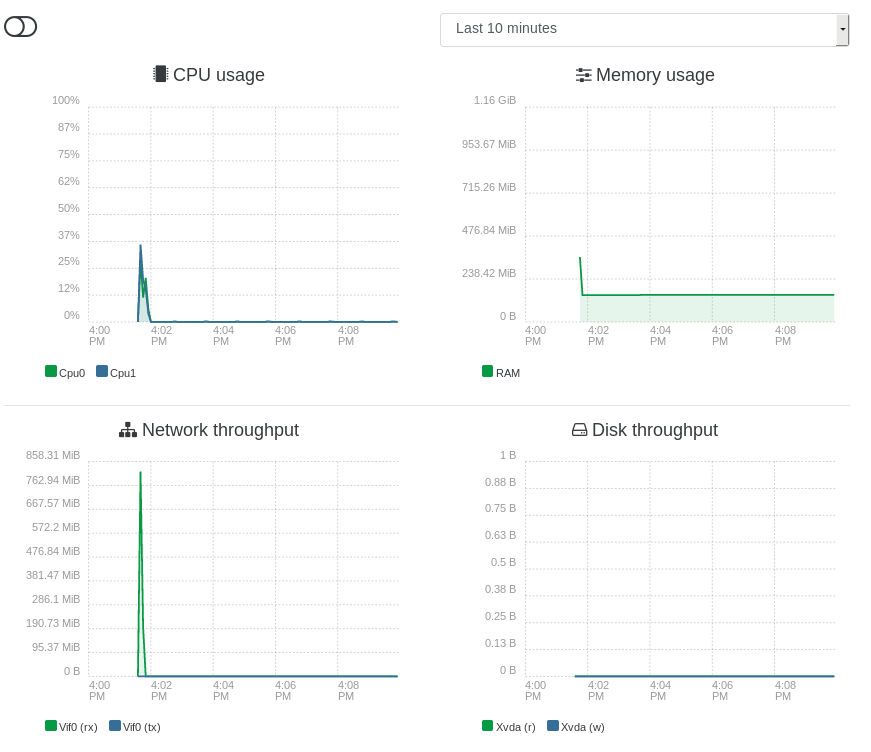 Last 10 minutes
CPU usage
100%
87%
75%
62%
50%
37%
25%
12%
0%
4:00 PM
4:02 PM
4:04 PM
4:06 PM
4:08 PM
Cpu0
Cpu1
Memory usage
1.16 GiB
953.67 MiB
715.26 MiB
476.84 MiB
238.42 MiB
0 B
4:00 PM
4:02 PM
4:04 PM
4:06 PM
4:08 PM
RAM
Network throughput
858.31 MiB
762.94 MiB
667.57 MiB
572.2 MiB
476.84 MiB
381.47 MiB
286.1 MiB
190.73 MiB
95.37 MiB
0 B
4:00 PM
4:02 PM
4:04 PM
4:06 PM
4:08 PM
Vif0 (rx)
Vif0 (tx)
Disk throughput
1 B
0.88 B
0.75 B
0.63 B
0.5 B
0.38 B
0.25 B
0.13 B
0 B
4:00 PM
4:02 PM
4:04 PM
4:06 PM
4:08 PM
Xvda (r)
Xvda (w)